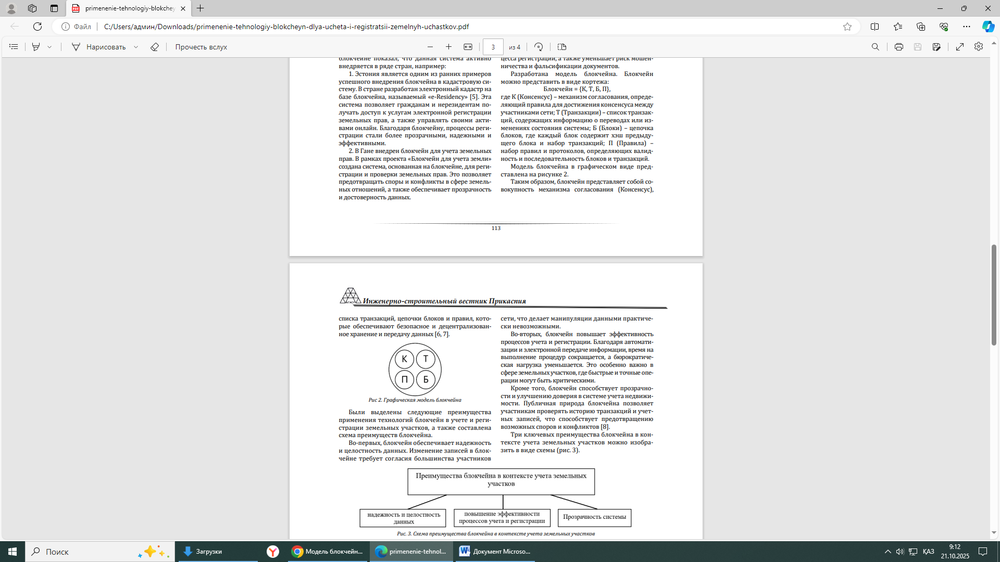 primenenie-tehnologiy-blokchey
Файл
C:/Users/админ/Downloads/primenenie-tehnologiy-blokcheyn-dlya-ucheta-i-registratsii-zemelnyh-uchastkov.pdf
Нарисовать
Прочесть вслух
3
из 4
блокчейне показал, что данная система активно
внедряется в ряде стран, например:
1. Эстония является одним из ранних примеров
успешного внедрения блокчейна в кадастровую си-
стему. В стране разработан электронный кадастр на
базе блокчейна, называемый «e-Residency» [5]. Эта
система позволяет гражданам и нерезидентам по-
лучать доступ к услугам электронной регистрации
земельных прав, а также управлять своими акти-
вами онлайн. Благодаря блокчейну, процессы реги-
страции стали более прозрачными, надежными и
эффективными.
2. В Гане внедрен блокчейн для учета земельных
прав. В рамках проекта «Блокчейн для учета земли»
создана система, основанная на блокчейне, для реги-
страции и проверки земельных прав. Это позволяет
предотвращать споры и конфликты в сфере земель-
ных отношений, а также обеспечивает прозрачность
и достоверность данных.
цесса регистрации, а также уменьшает риск мошен-
ничества и фальсификации документов.
Разработана модель блокчейна. Блокчейн
можно представить в виде кортежа:
Блокчейн = {К, Т, Б, П},
где К (Консенсус) – механизм согласования, опреде-
ляющий правила для достижения консенсуса между
участниками сети; Т (Транзакции) – список транзак-
ций, содержащих информацию о переводах или из-
менениях состояния системы; Б (Блоки) – цепочка
блоков, где каждый блок содержит хэш предыду-
щего блока и набор транзакций; П (Правила) –
набор правил и протоколов, определяющих валид-
ность и последовательность блоков и транзакций.
Модель блокчейна в графическом виде пред-
ставлена на рисунке 2.
Таким образом, блокчейн представляет собой со-
вокупность механизма согласования (Консенсус),
113
АГАСУ
Инженерно-строительный вестник Прикаспия
списка транзакций, цепочки блоков и правил, кото-
рые обеспечивают безопасное и децентрализован-
ное хранение и передачу данных [6, 7].
К Т
П Б
Рис 2. Графическая модель блокчейна
Были выделены следующие преимущества
применения технологий блокчейн в учете и реги-
страции земельных участков, а также составлена
схема преимуществ блокчейна.
Во-первых, блокчейн обеспечивает надежность
и целостность данных. Изменение записей в блок-
чейне требует согласия большинства участников
сети, что делает манипуляции данными практиче-
ски невозможными.
Во-вторых, блокчейн повышает эффективность
процессов учета и регистрации. Благодаря автомати-
зации и электронной передаче информации, время на
выполнение процедур сокращается, а бюрократиче-
ская нагрузка уменьшается. Это особенно важно в
сфере земельных участков, где быстрые и точные опе-
рации могут быть критическими.
Кроме того, блокчейн способствует прозрачно-
сти и улучшению доверия в системе учета недвижи-
мости. Публичная природа блокчейна позволяет
участникам проверять историю транзакций и учет-
ных записей, что способствует предотвращению
возможных споров и конфликтов [8].
Три ключевых преимущества блокчейна в кон-
тексте учета земельных участков можно изобра-
зить в виде схемы (рис. 3).
Преимущества блокчейна в контексте учета земельных
участков
надежность и целостность
данных
повышение эффективности
процессов учета и регистрации
Прозрачность системы
Рис. 3. Схема преимущества блокчейна в контексте учета земельных участков
Поиск
Загрузки
Модель блокчейн...
primenenie-tehnol...
Документ Microso...
ҚАЗ
9:12
21.10.2025